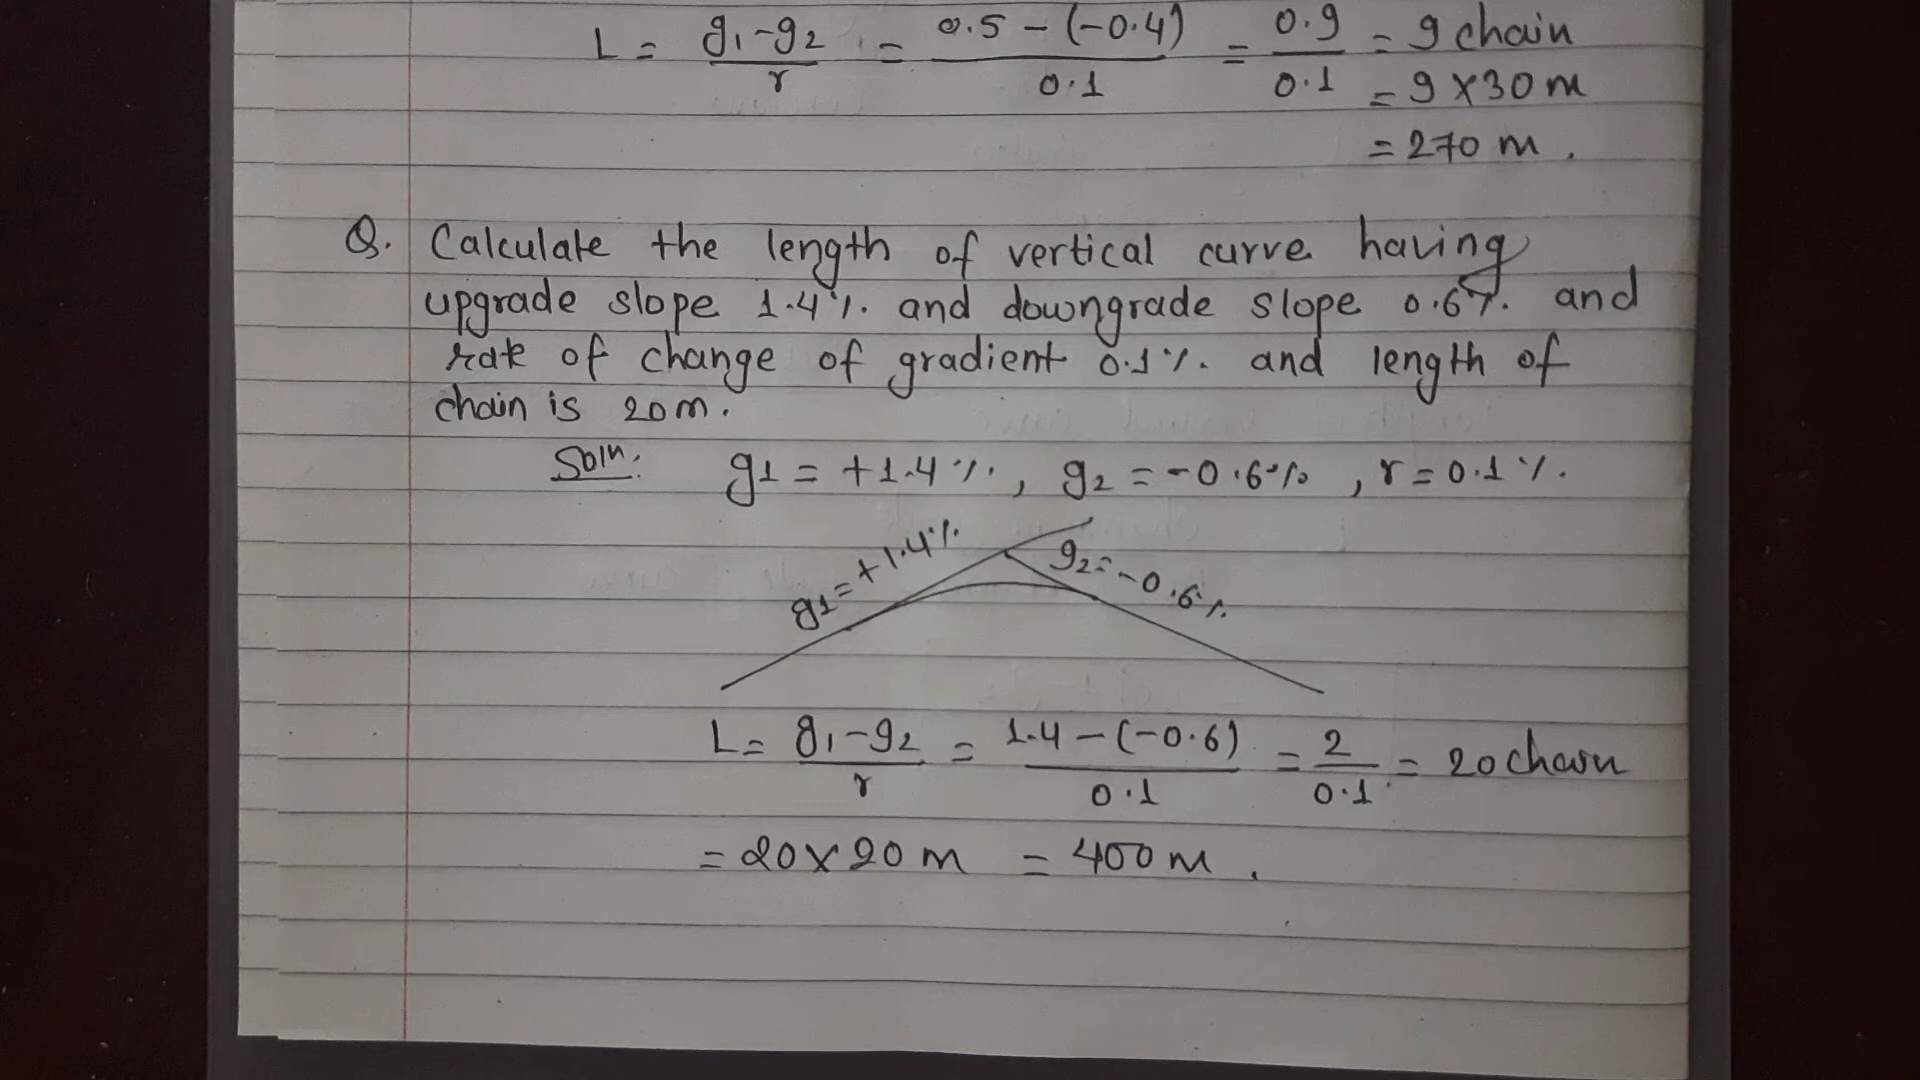 L = g1-g2 / r = 0.5 - (-0.4) / 0.1 = 0.9 / 0.1 = 9 chain
= 9 x 30 m
= 270 m.
Q. Calculate the length of vertical curve having
upgrade slope 1.4%. and downgrade slope 0.6%. and
rate of change of gradient 0.1%. and length of
chain is 20m.
Soln: g1 = +1.4%, g2 = -0.6%, r = 0.1%.
g1 = +1.4%
g2 = -0.6%
L = g1-g2 / r = 1.4 - (-0.6) / 0.1 = 2 / 0.1 = 20 chain
= 20 x 20 m = 400 m.